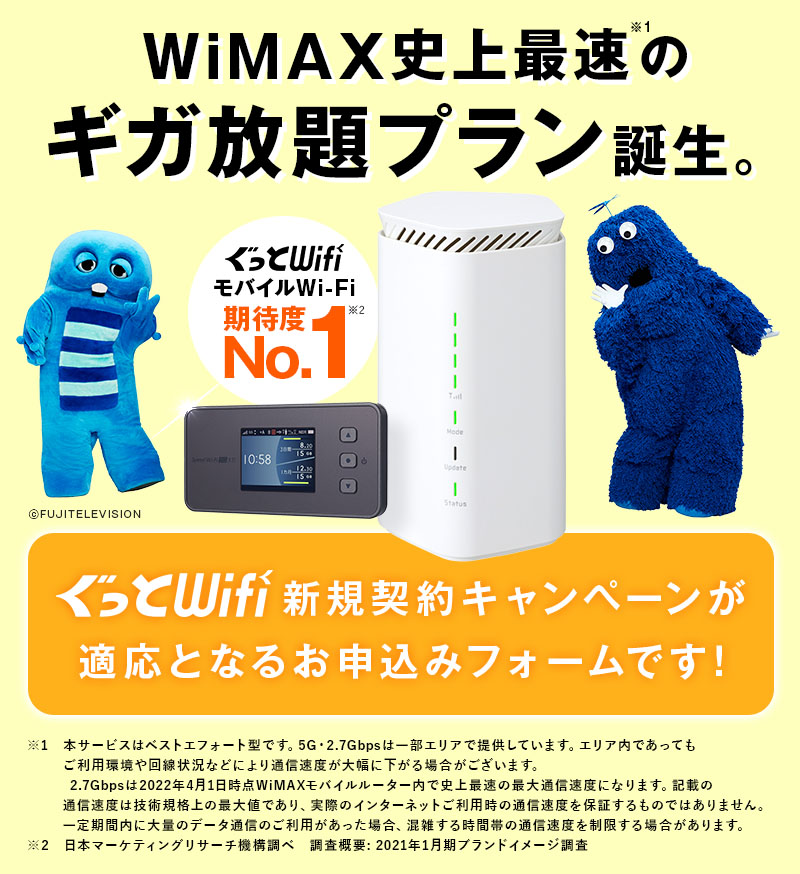 WiMAX史上最速※1の
ギガ放題プラン誕生。
ぐっとWifi
モバイルWi-Fi
期待度
No.1※2
10:58
8.20
12.30
Mode
Update
Status
©FUJITELEVISION
ぐっとWifi 新規契約キャンペーンが
適応となるお申込みフォームです!
※1 本サービスはベストエフォート型です。5G・2.7Gbpsは一部エリアで提供しています。エリア内であっても
ご利用環境や回線状況などにより通信速度が大幅に下がる場合がございます。
2.7Gbpsは2022年4月1日時点WiMAXモバイルルーター内で史上最速の最大通信速度になります。記載の
通信速度は技術規格上の最大値であり、実際のインターネットご利用時の通信速度を保証するものではありません。
一定期間内に大量のデータ通信のご利用があった場合、混雑する時間帯の通信速度を制限する場合があります。
※2 日本マーケティングリサーチ機構調べ 調査概要: 2021年1月期ブランドイメージ調査